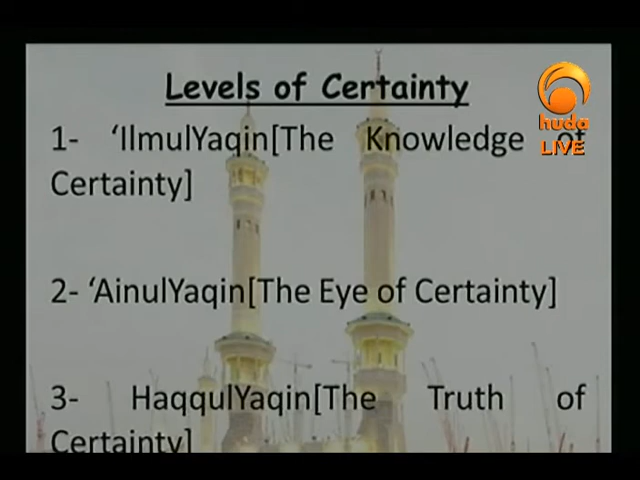 Levels of Certainty
1- ‘IlmulYaqin[The Knowledge of
Certainty]
2- ‘AinulYaqin[The Eye of Certainty]
3- HaqqulYaqin[The Truth of
Certainty]
huda
LIVE